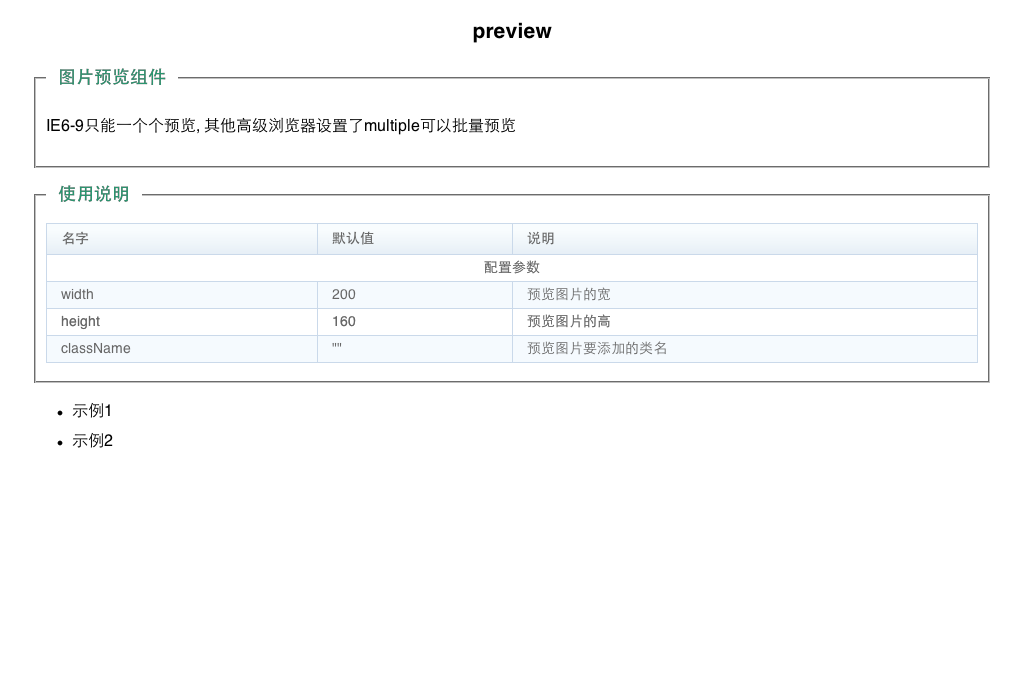 preview
图片预览组件
IE6-9只能一个个预览, 其他高级浏览器设置了multiple可以批量预览
使用说明
名字 默认值 说明
配置参数
width 200 预览图片的宽
height 160 预览图片的高
className "" 预览图片要添加的类名
示例1
示例2